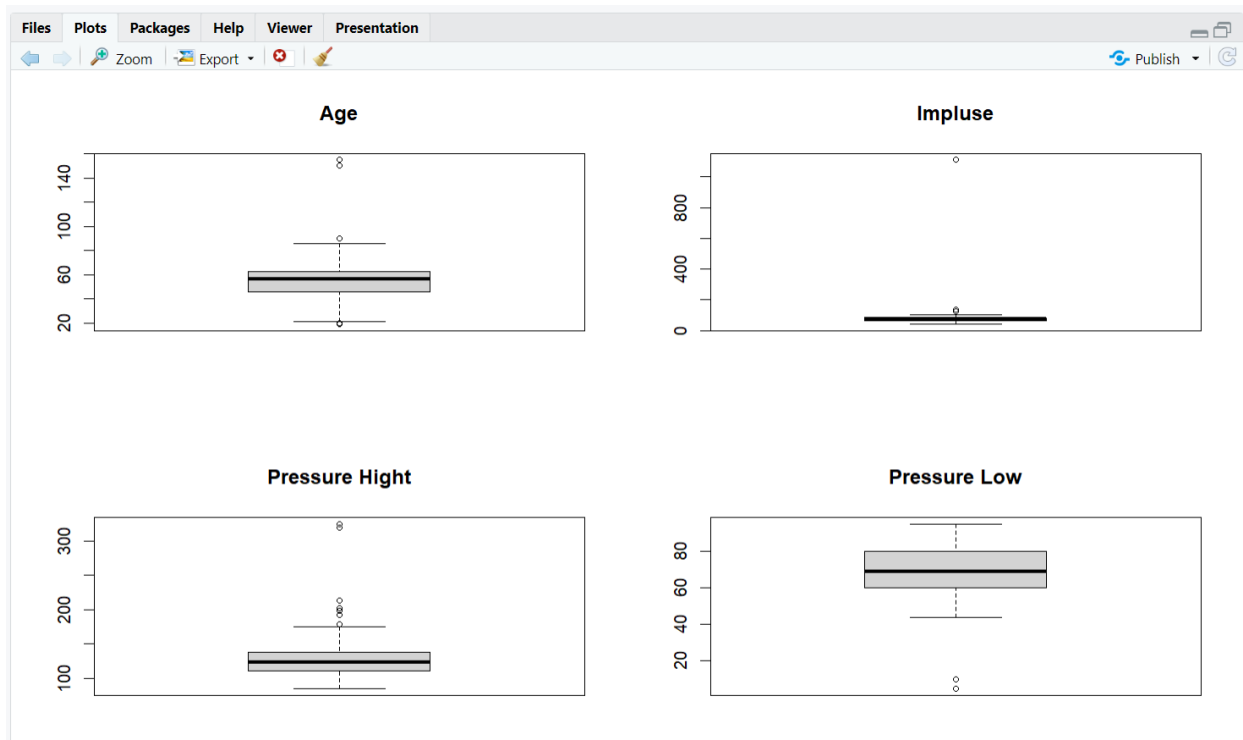 Files Plots Packages Help Viewer Presentation
Zoom Export Publish
Age
140
100
60
20
Impluse
800
400
0
Pressure Hight
300
200
100
Pressure Low
80
60
40
20